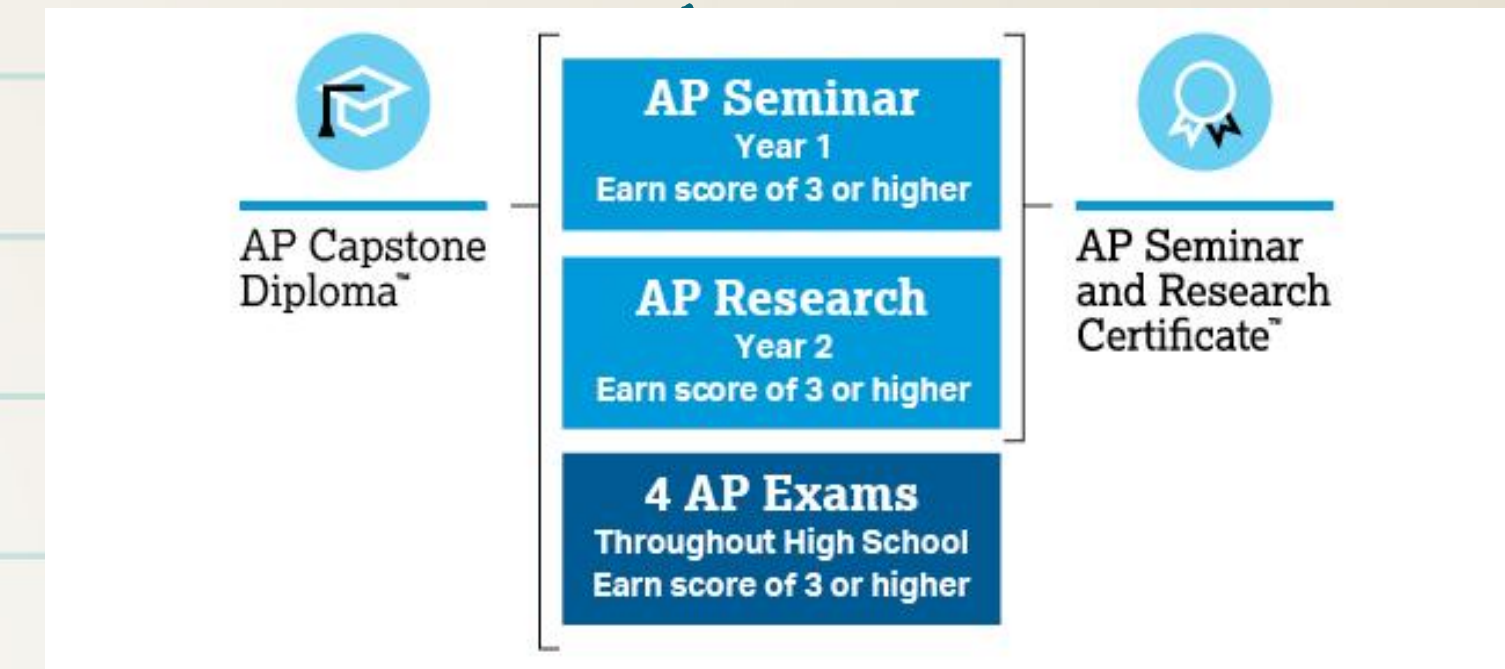 AP Capstone
Diploma™
AP Seminar
Year 1
Earn score of 3 or higher
AP Research
Year 2
Earn score of 3 or higher
4 AP Exams
Throughout High School
Earn score of 3 or higher
AP Seminar
and Research
Certificate™